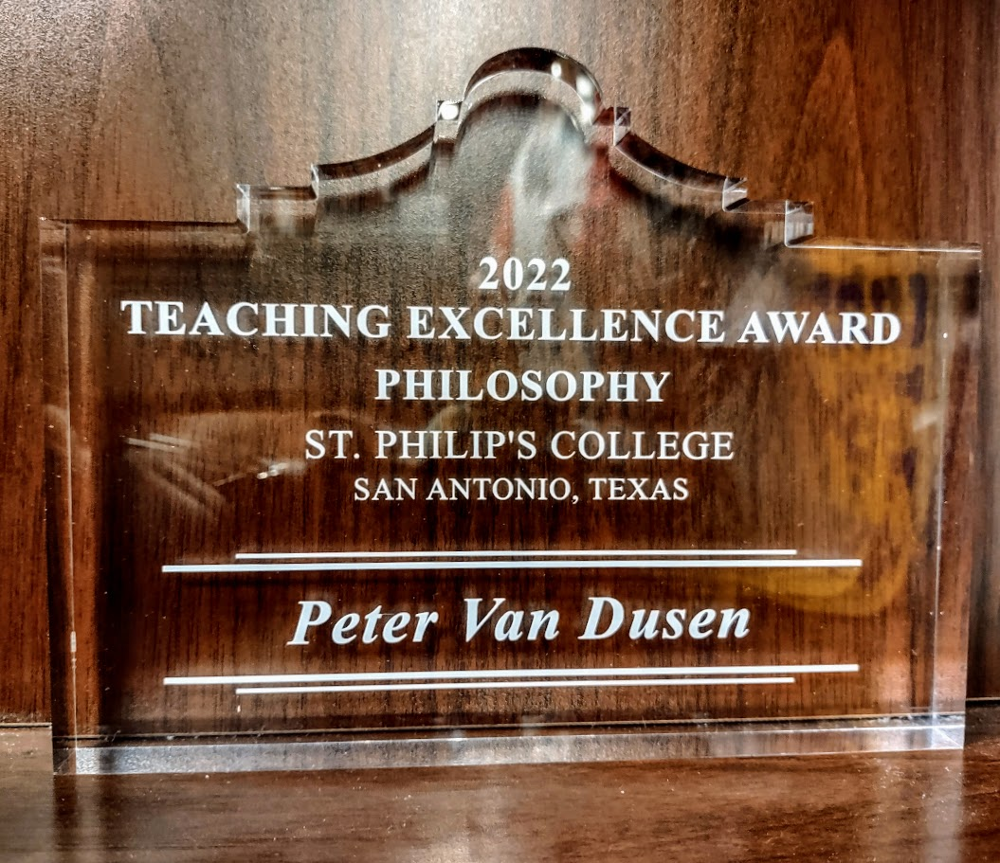 2022
TEACHING EXCELLENCE AWARD
PHILOSOPHY
ST. PHILIP'S COLLEGE
SAN ANTONIO, TEXAS
Peter Van Dusen